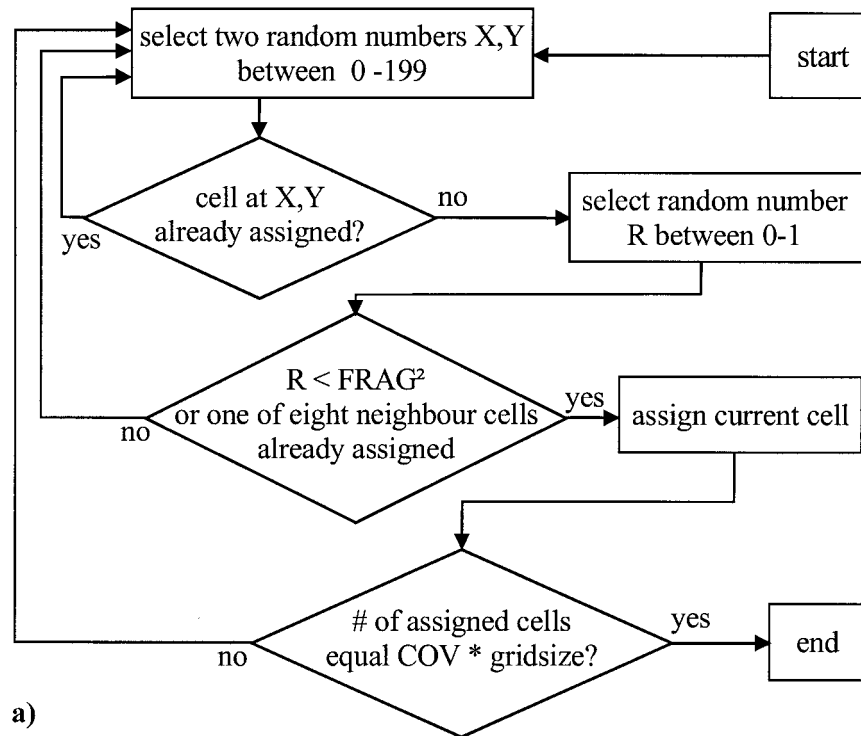 select two random numbers X,Y
between 0 -199
start
cell at X,Y
already assigned?
no
yes
select random number
R between 0-1
R < FRAG²
or one of eight neighbour cells
already assigned
yes
no
assign current cell
# of assigned cells
equal COV * gridsize?
yes
no
end
a)